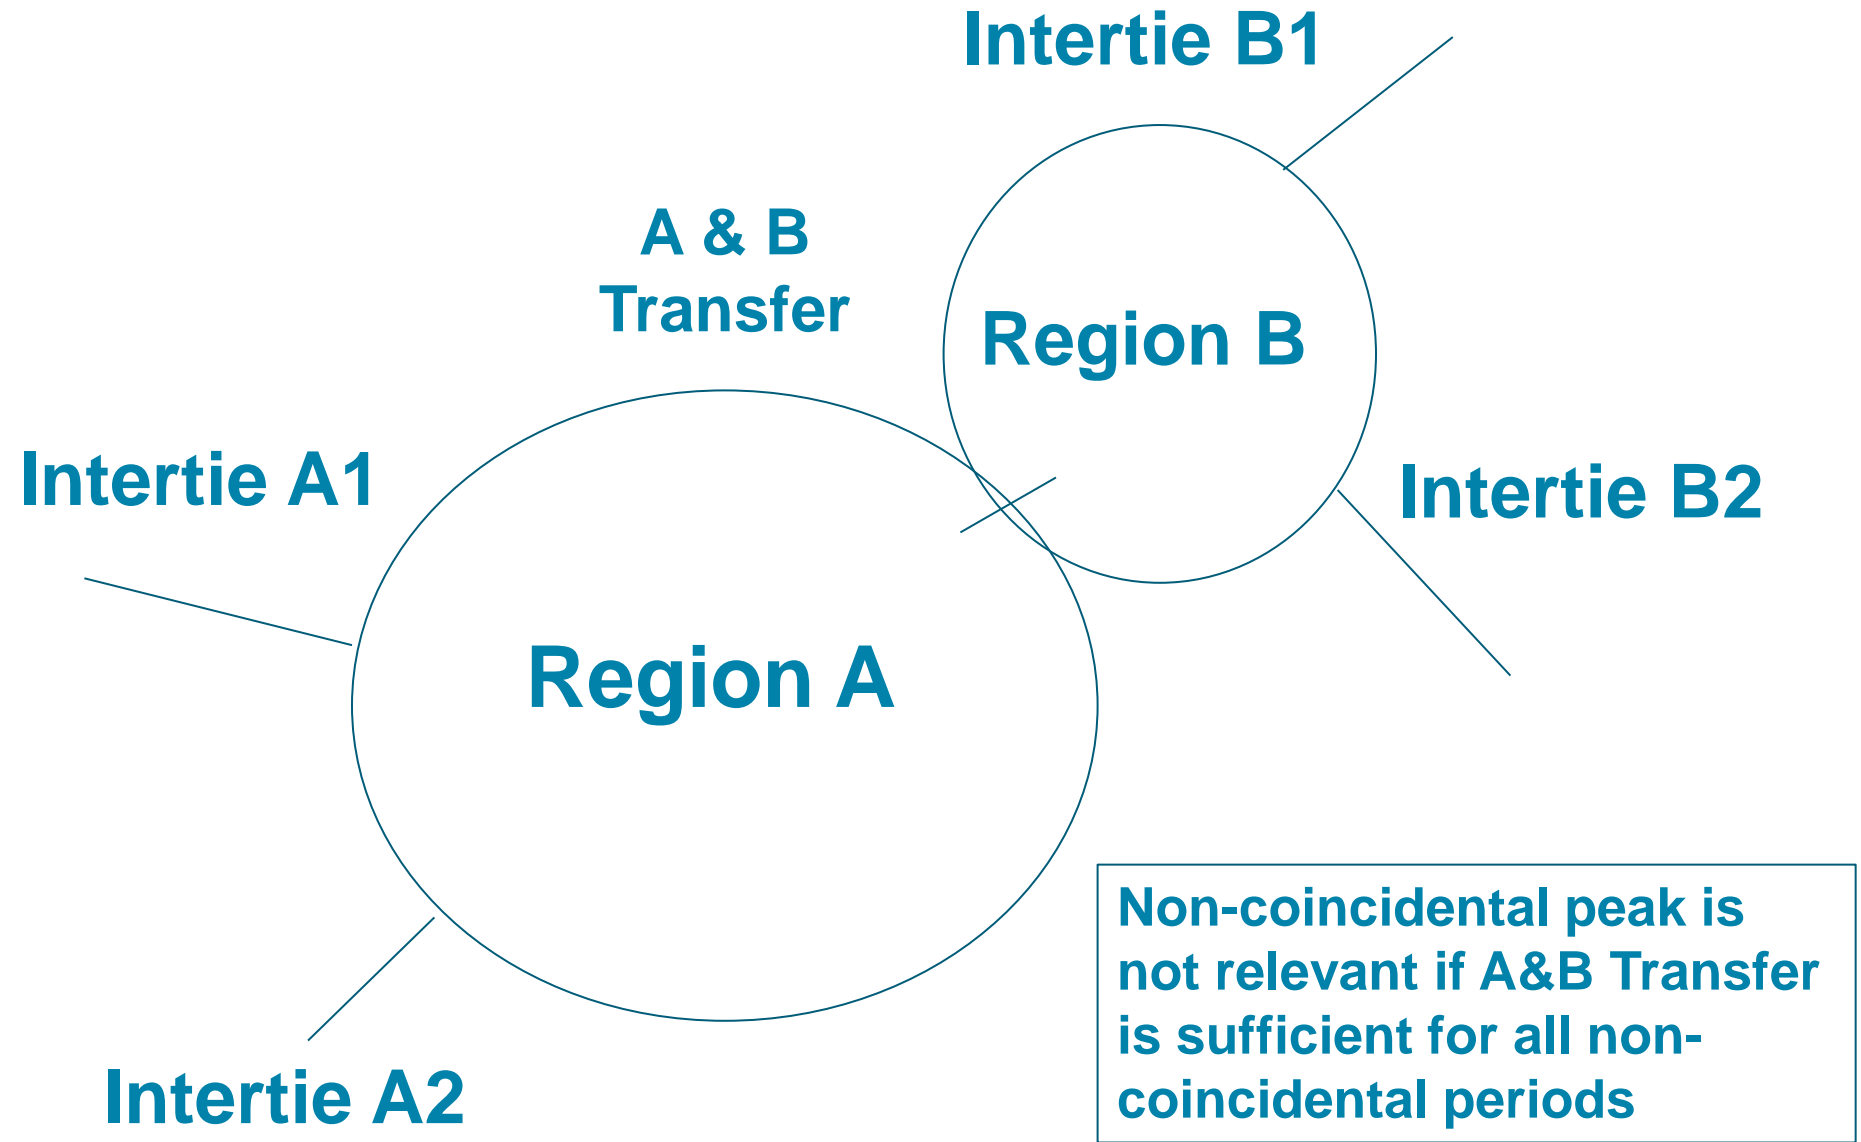 Intertie B1
A & B
Transfer
Region B
Intertie A1
Intertie B2
Region A
Non-coincidental peak is
not relevant if A&B Transfer
is sufficient for all non-
coincidental periods
Intertie A2